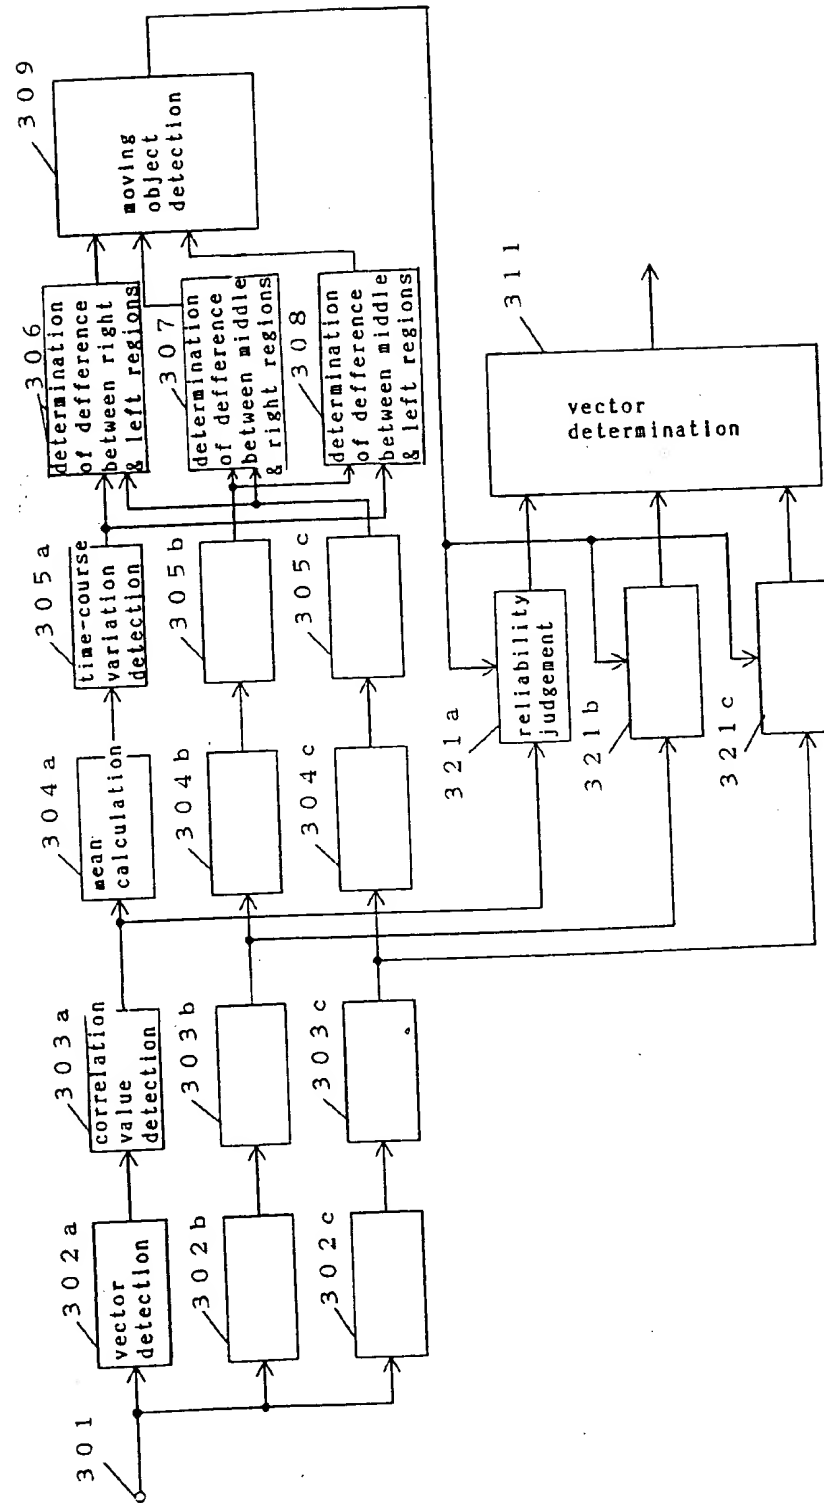 301
302a
vector
detection
302b
302c
303a
correlation
value
detection
303b
303c
304a
mean
calculation
304b
304c
305a
time-course
variation
detection
305b
305c
306
determination
of defference
between right
& left regions
307
determination
of defference
between middle
& right regions
308
determination
of defference
between middle
& left regions
309
moving
object
detection
321a
reliability
judgement
321b
321c
311
vector
determination